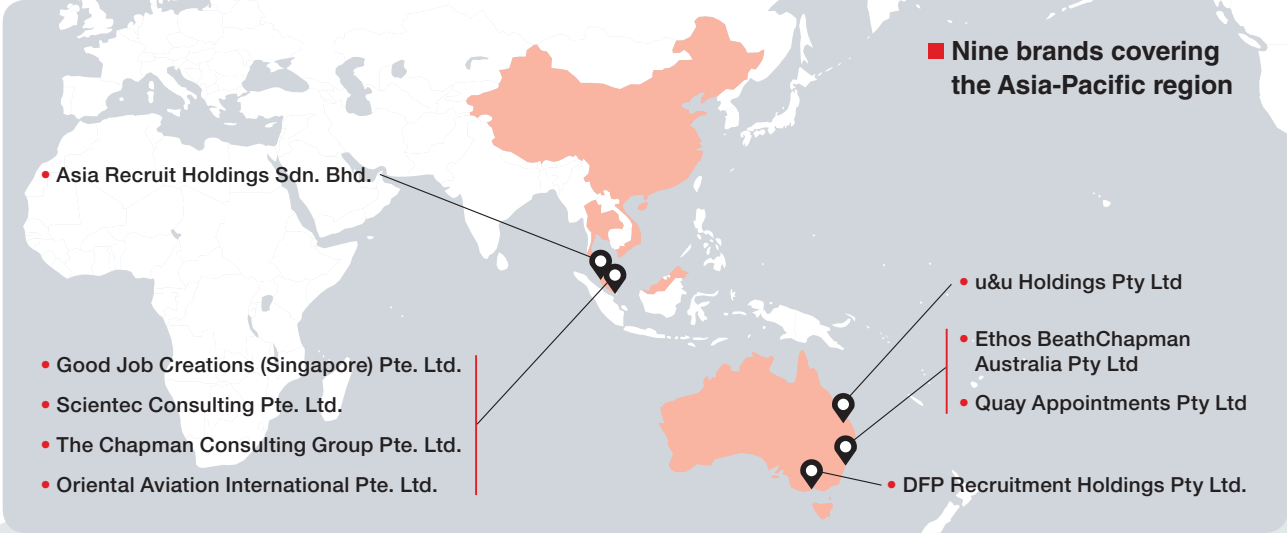 ■ Nine brands covering
the Asia-Pacific region
• Asia Recruit Holdings Sdn. Bhd.
• Good Job Creations (Singapore) Pte. Ltd.
• Scientec Consulting Pte. Ltd.
• The Chapman Consulting Group Pte. Ltd.
• Oriental Aviation International Pte. Ltd.
• u&u Holdings Pty Ltd
• Ethos BeathChapman
Australia Pty Ltd
• Quay Appointments Pty Ltd
• DFP Recruitment Holdings Pty Ltd.